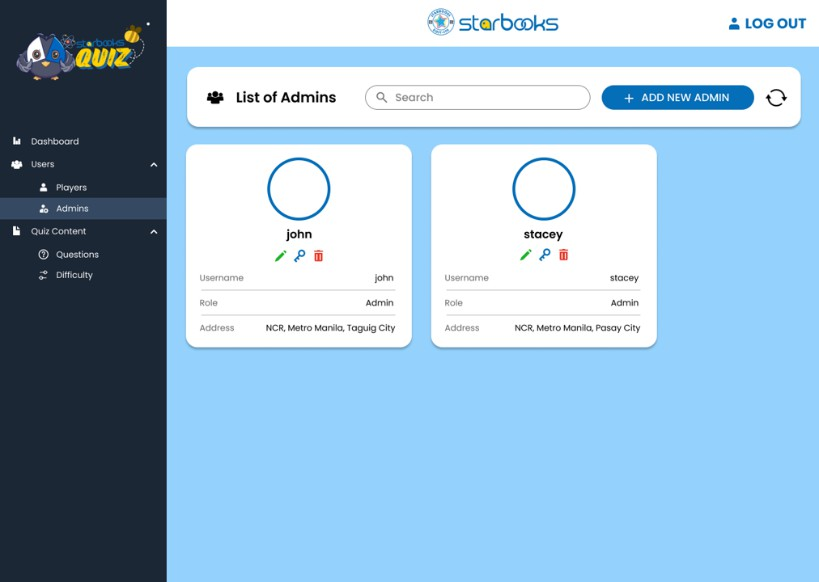 starbooks
QUIZ
starbooks
LOG OUT
List of Admins
Search
+ ADD NEW ADMIN
Dashboard
Users
Players
Admins
Quiz Content
Questions
Difficulty
john
Username john
Role Admin
Address NCR, Metro Manila, Taguig City
stacey
Username stacey
Role Admin
Address NCR, Metro Manila, Pasay City